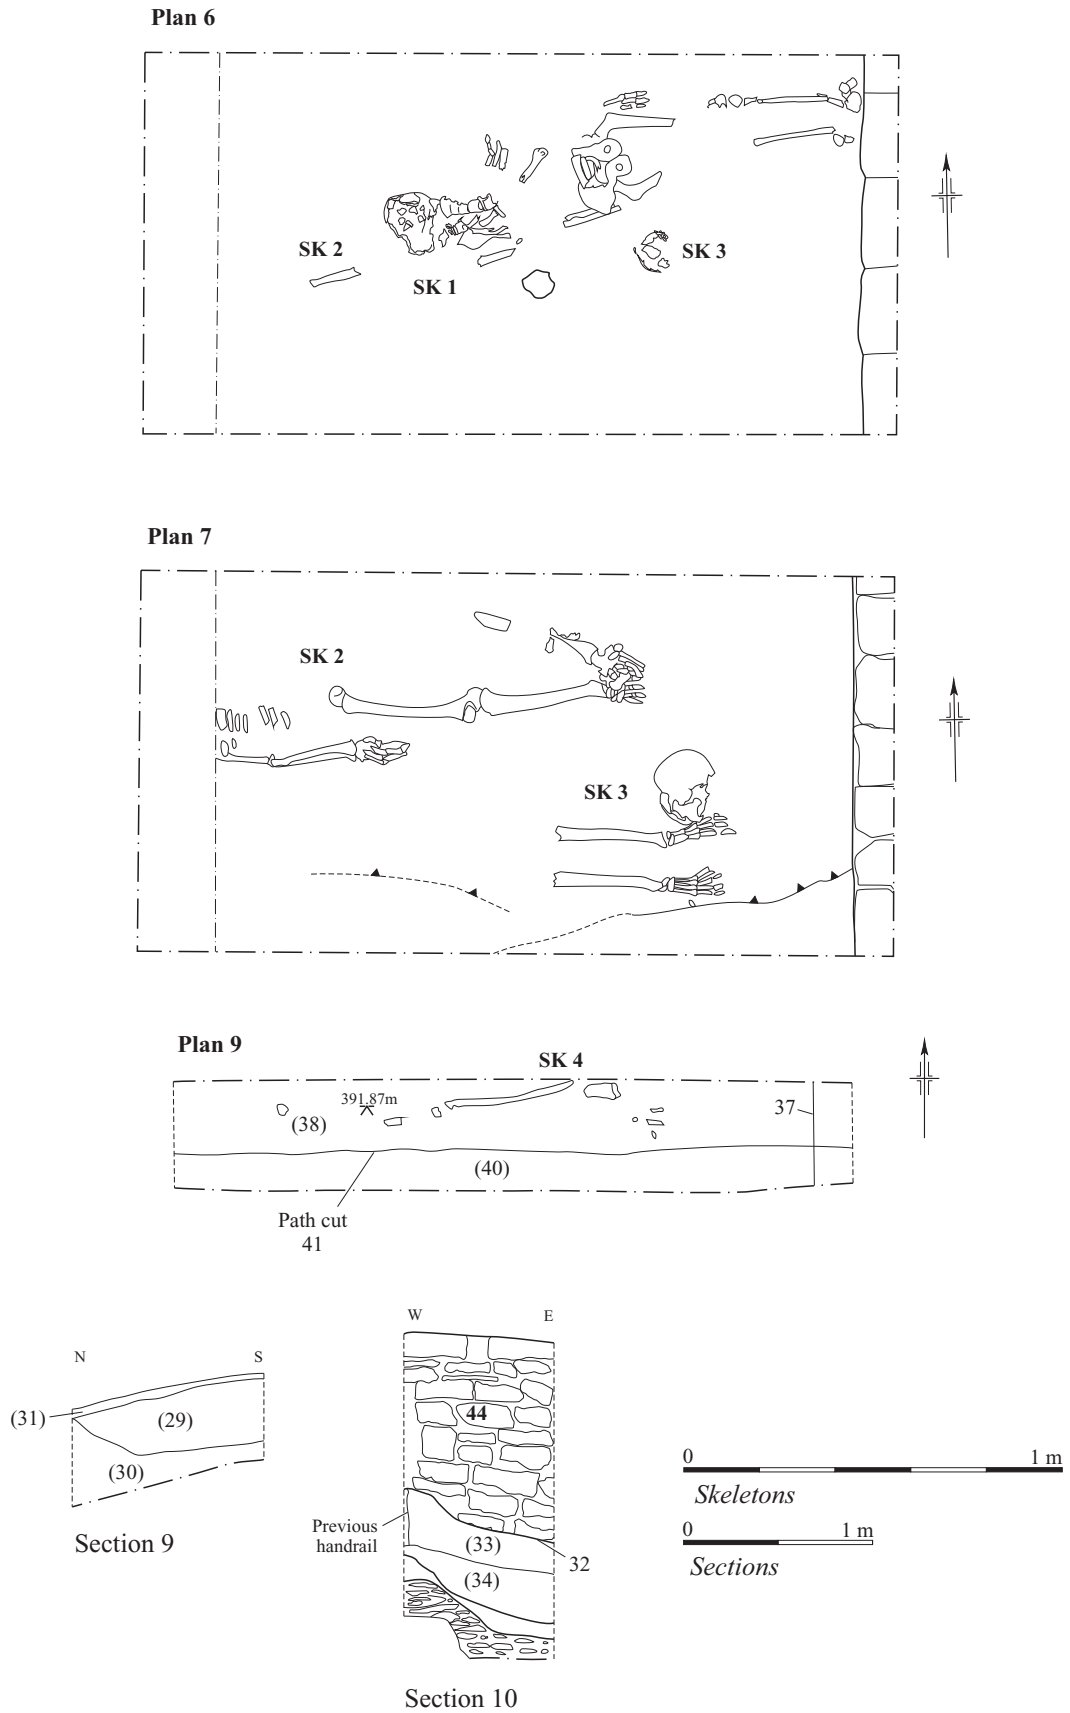 Plan 6
SK 2
SK 1
SK 3
Plan 7
SK 2
SK 3
Plan 9
SK 4
391.87m
(38)
37
(40)
Path cut
41
N S
(31)
(29)
(30)
Section 9
W E
44
Previous
handrail
(33)
32
(34)
Section 10
0 1 m
Skeletons
0 1 m
Sections